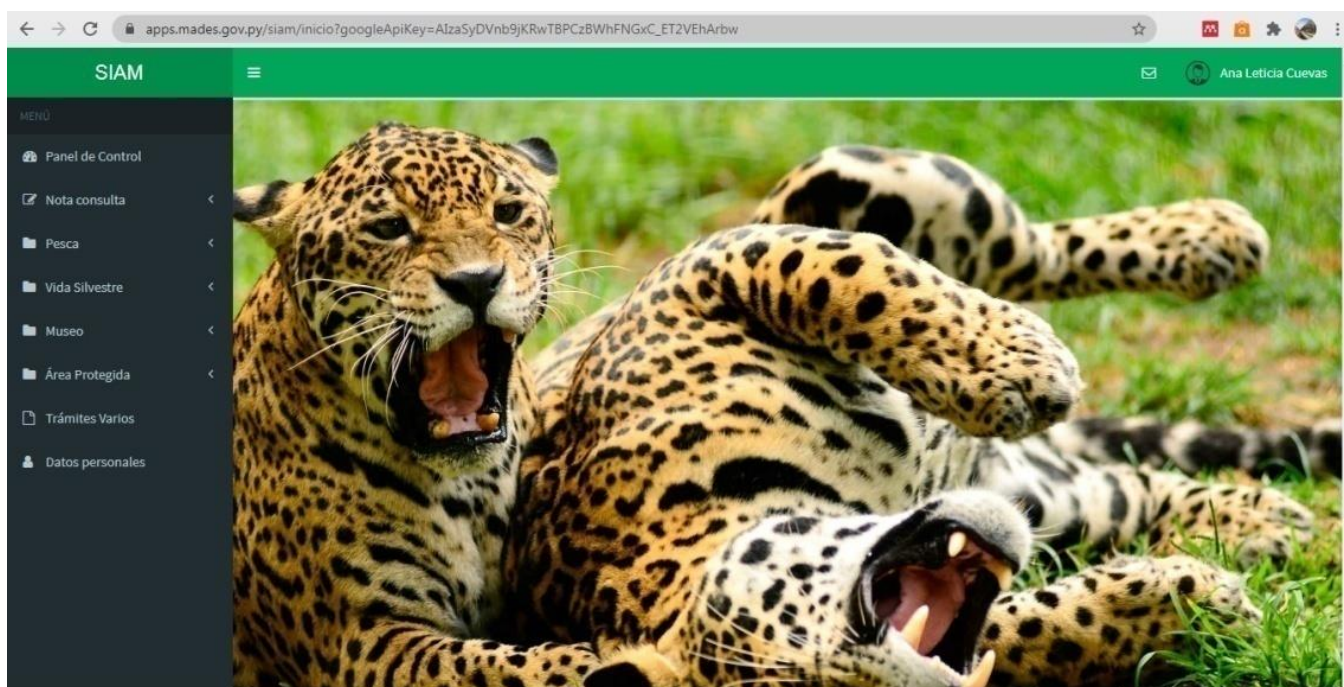 apps.mades.gov.py/siam/inicio?googleApiKey=AIzaSyDVnb9jKRwTBPCzBWhFNGxC_ET2VEhArbw
SIAM
Ana Leticia Cuevas
MENÚ
Panel de Control
Nota consulta
Pesca
Vida Silvestre
Museo
Área Protegida
Trámites Varios
Datos personales